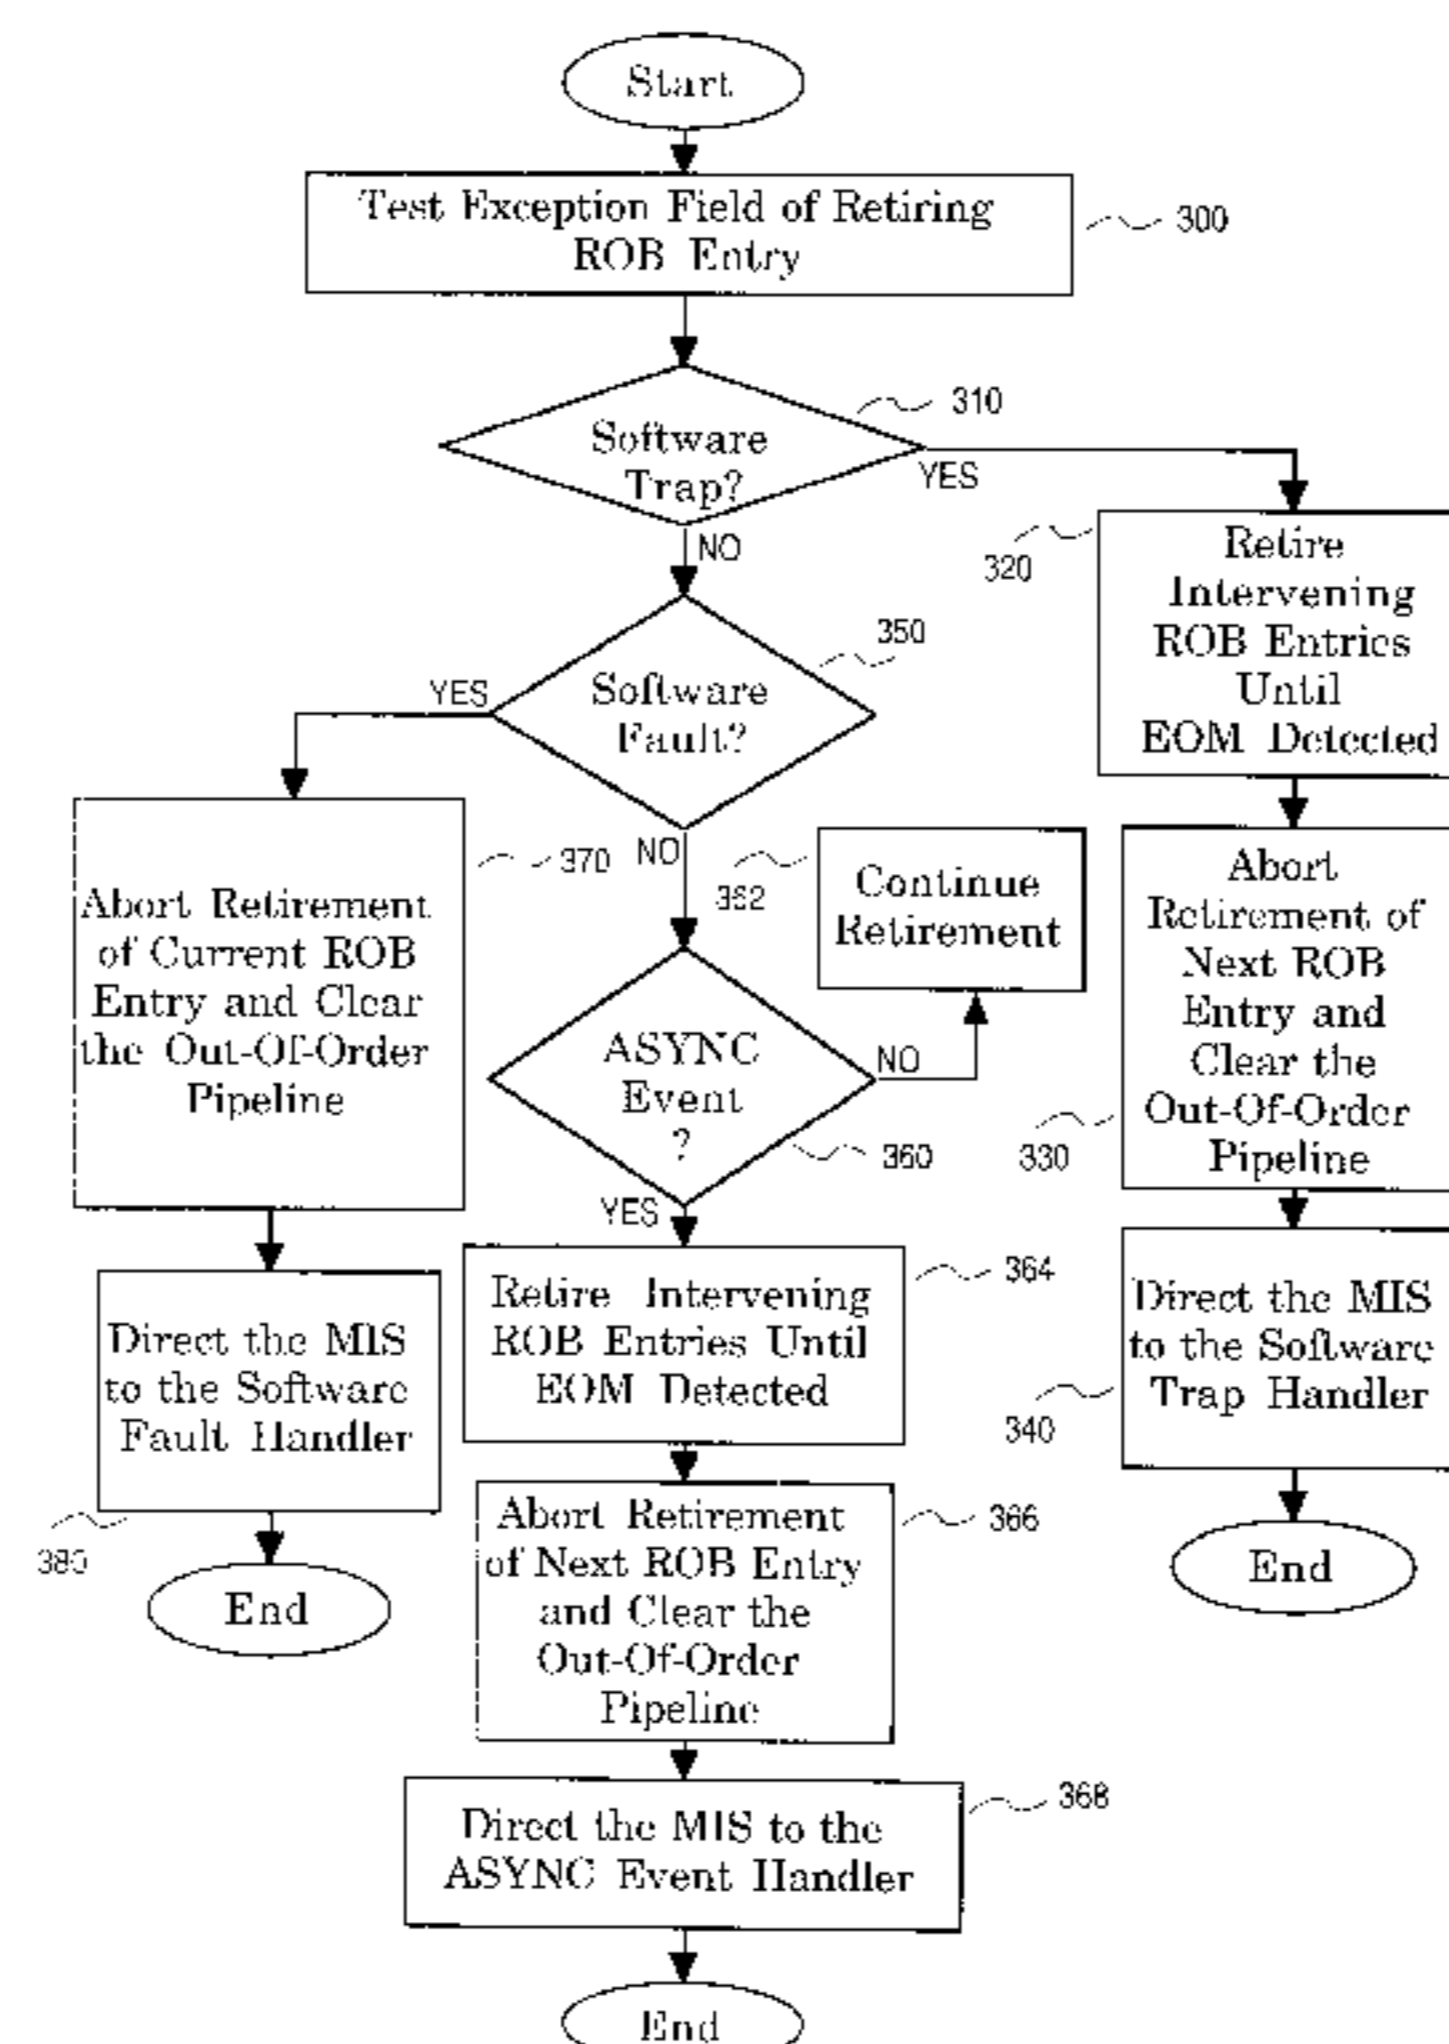 Start
Test Exception Field of Retiring
ROB Entry
300
310
Software
Trap?
YES
NO
320
Retire
Intervening
ROB Entries
Until
EOM Detected
350
Software
Fault?
YES
NO
370
Abort Retirement
of Current ROB
Entry and Clear
the Out-Of-Order
Pipeline
362
Continue
Retirement
Abort
Retirement of
Next ROB
Entry and
Clear the
Out-Of-Order
Pipeline
330
ASYNC
Event
?
NO
360
YES
364
Retire Intervening
ROB Entries Until
EOM Detected
Direct the MIS
to the Software
Trap Handler
340
Direct the MIS
to the Software
Fault Handler
380
End
366
Abort Retirement
of Next ROB Entry
and Clear the
Out-Of-Order
Pipeline
End
368
Direct the MIS to the
ASYNC Event Handler
End